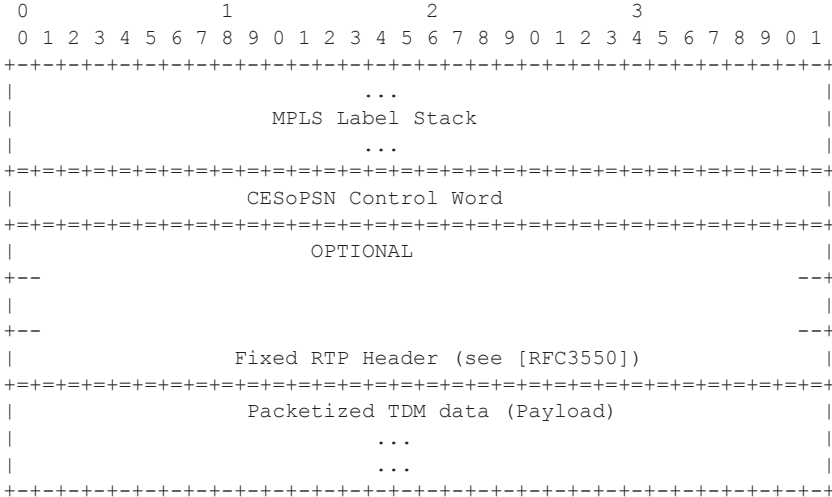 0                   1                   2                   3
 0 1 2 3 4 5 6 7 8 9 0 1 2 3 4 5 6 7 8 9 0 1 2 3 4 5 6 7 8 9 0 1
+-+-+-+-+-+-+-+-+-+-+-+-+-+-+-+-+-+-+-+-+-+-+-+-+-+-+-+-+-+-+-+-+
|                           ...                                 |
|                    MPLS Label Stack                           |
|                           ...                                 |
+=+=+=+=+=+=+=+=+=+=+=+=+=+=+=+=+=+=+=+=+=+=+=+=+=+=+=+=+=+=+=+=+
|                  CESoPSN Control Word                         |
+=+=+=+=+=+=+=+=+=+=+=+=+=+=+=+=+=+=+=+=+=+=+=+=+=+=+=+=+=+=+=+=+
|                       OPTIONAL                                |
+--                                                           --+
|                                                               |
+--                                                           --+
|                 Fixed RTP Header (see [RFC3550])              |
+=+=+=+=+=+=+=+=+=+=+=+=+=+=+=+=+=+=+=+=+=+=+=+=+=+=+=+=+=+=+=+=+
|                  Packetized TDM data (Payload)                |
|                            ...                                |
|                            ...                                |
+-+-+-+-+-+-+-+-+-+-+-+-+-+-+-+-+-+-+-+-+-+-+-+-+-+-+-+-+-+-+-+-+